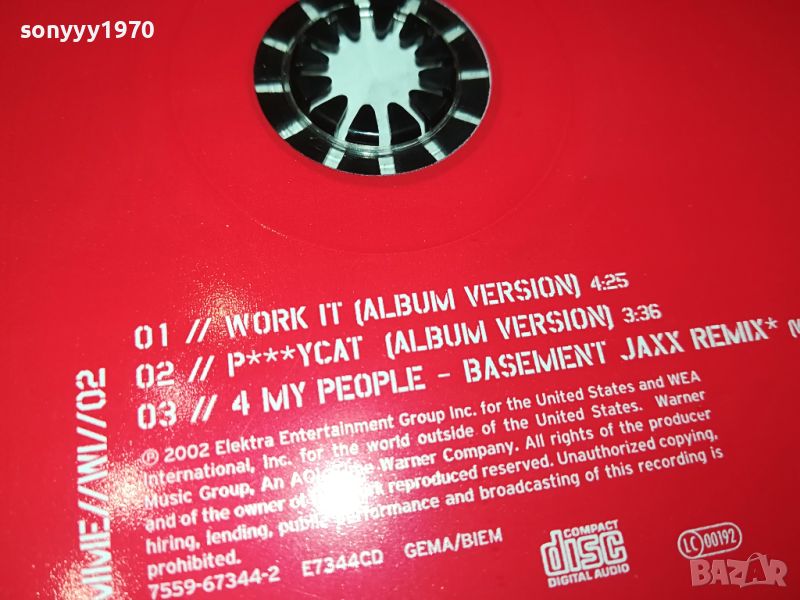 sonyyy1970
01 // WORK IT (ALBUM VERSION) 4:25
02 // P***YCAT (ALBUM VERSION) 3:36
03 // 4 MY PEOPLE - BASEMENT JAXX REMIX*
MME//WI//02
℗ 2002 Elektra Entertainment Group Inc. for the United States and WEA
International, Inc. for the world outside of the United States. Warner
Music Group, An Warner Company. All rights of the producer
and of the owner of reproduced reserved. Unauthorized copying,
hiring, lending, public performance and broadcasting of this recording is
prohibited.
7559-67344-2 E7344CD GEMA/BIEM
COMPACT
disc
DIGITAL AUDIO
LC 00192
BAZAR